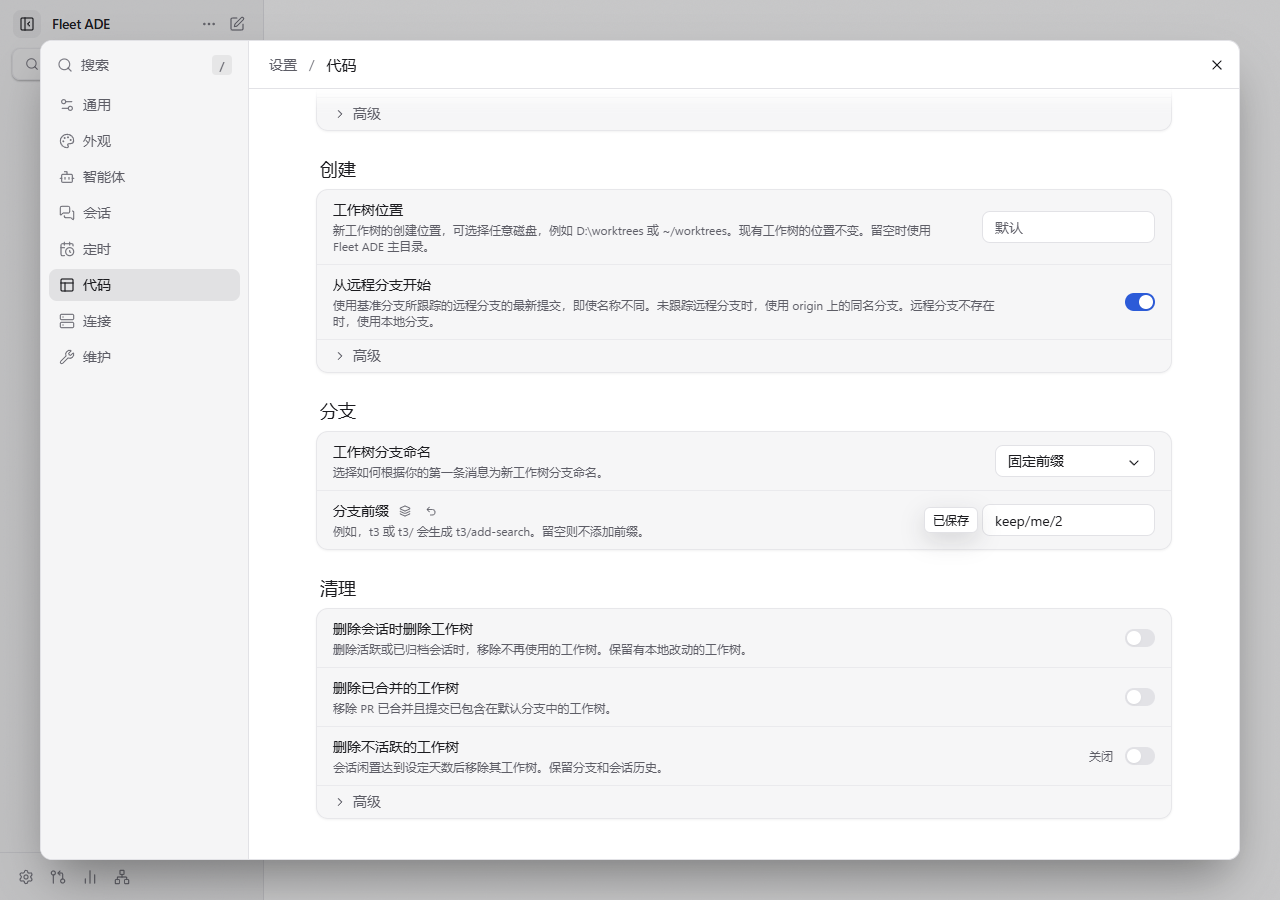 Fleet ADE
搜索
/
通用
外观
智能体
会话
定时
代码
连接
维护
设置 / 代码
高级
创建
工作树位置
新工作树的创建位置，可选择任意磁盘，例如 D:\worktrees 或 ~/worktrees。现有工作树的位置不变。留空时使用
Fleet ADE 主目录。
默认
从远程分支开始
使用基准分支所跟踪的远程分支的最新提交，即使名称不同。未跟踪远程分支时，使用 origin 上的同名分支。远程分支不存在
时，使用本地分支。
高级
分支
工作树分支命名
选择如何根据你的第一条消息为新工作树分支命名。
固定前缀
分支前缀
例如，t3 或 t3/ 会生成 t3/add-search。留空则不添加前缀。
已保存
keep/me/2
清理
删除会话时删除工作树
删除活跃或已归档会话时，移除不再使用的工作树。保留有本地改动的工作树。
删除已合并的工作树
移除 PR 已合并且提交已包含在默认分支中的工作树。
删除不活跃的工作树
会话闲置达到设定天数后移除其工作树。保留分支和会话历史。
关闭
高级